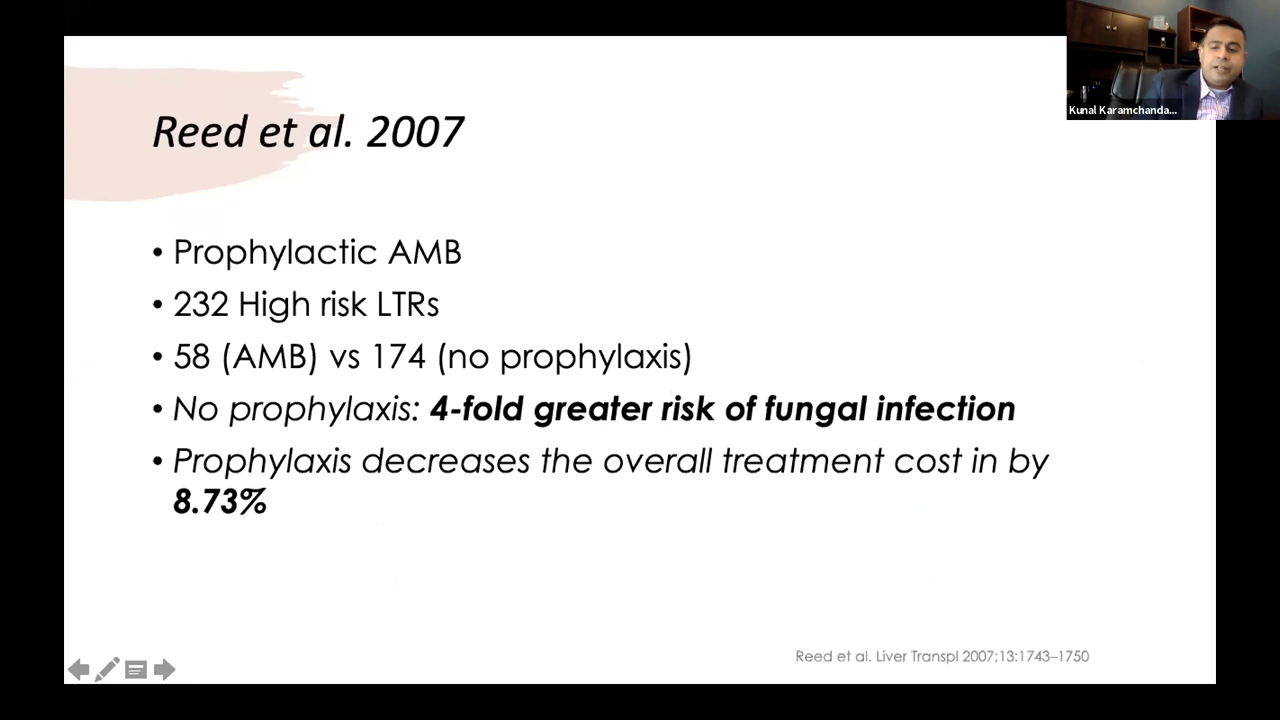 Kunal Karamchanda...
Reed et al. 2007
• Prophylactic AMB
• 232 High risk LTRs
• 58 (AMB) vs 174 (no prophylaxis)
• No prophylaxis: 4-fold greater risk of fungal infection
• Prophylaxis decreases the overall treatment cost in by
8.73%
Reed et al. Liver Transpl 2007;13:1743–1750